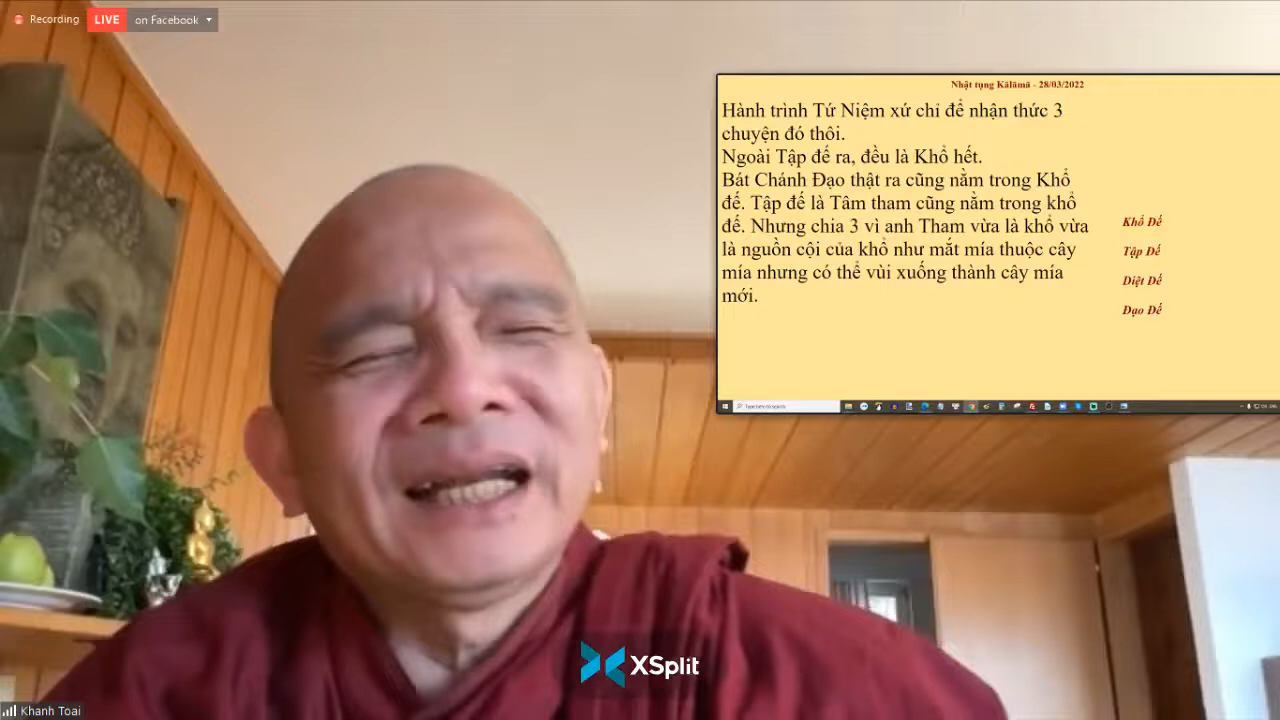 Recording
LIVE on Facebook
Nhật tụng Kālāmā - 28/03/2022
Hành trình Tứ Niệm xứ chỉ để nhận thức 3
chuyện đó thôi.
Ngoài Tập đế ra, đều là Khổ hết.
Bát Chánh Đạo thật ra cũng nằm trong Khổ
đế. Tập đế là Tâm tham cũng nằm trong khổ
đế. Nhưng chia 3 vì anh Tham vừa là khổ vừa
là nguồn cội của khổ như mắt mía thuộc cây
mía nhưng có thể vùi xuống thành cây mía
mới.
Khổ Đế
Tập Đế
Diệt Đế
Đạo Đế
Type here to search
XSplit
Khanh Toai